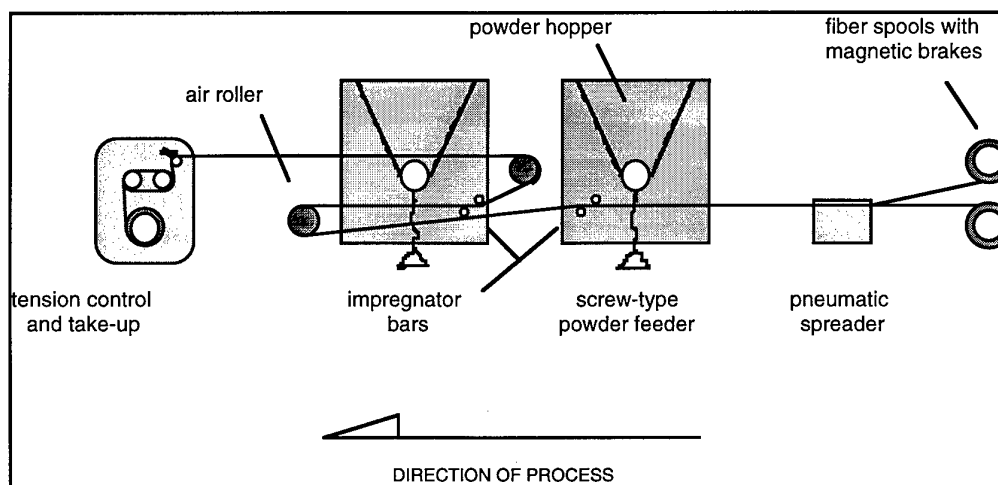 powder hopper
fiber spools with
magnetic brakes
air roller
tension control
and take-up
impregnator
bars
screw-type
powder feeder
pneumatic
spreader
DIRECTION OF PROCESS